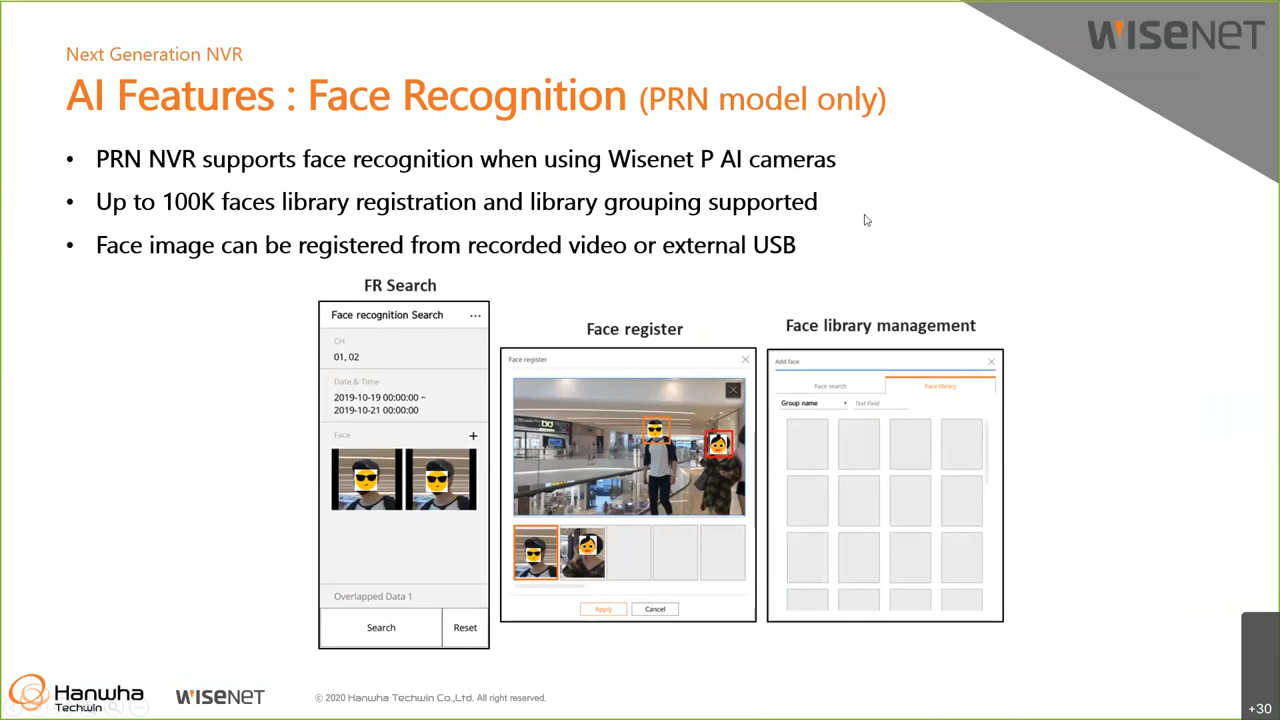 WISENET
Next Generation NVR
AI Features : Face Recognition (PRN model only)
• PRN NVR supports face recognition when using Wisenet P AI cameras
• Up to 100K faces library registration and library grouping supported
• Face image can be registered from recorded video or external USB
FR Search
Face recognition Search ...
CH
01, 02
Date & Time
2019-10-19 00:00:00 ~
2019-10-21 00:00:00
Face +
Overlapped Data 1
Search Reset
Face register
Face register
Apply Cancel
Face library management
Add face
Face search Face library
Group name Text Field
Hanwha
Techwin
WISENET
© 2020 Hanwha Techwin Co.,Ltd. All right reserved.
+30